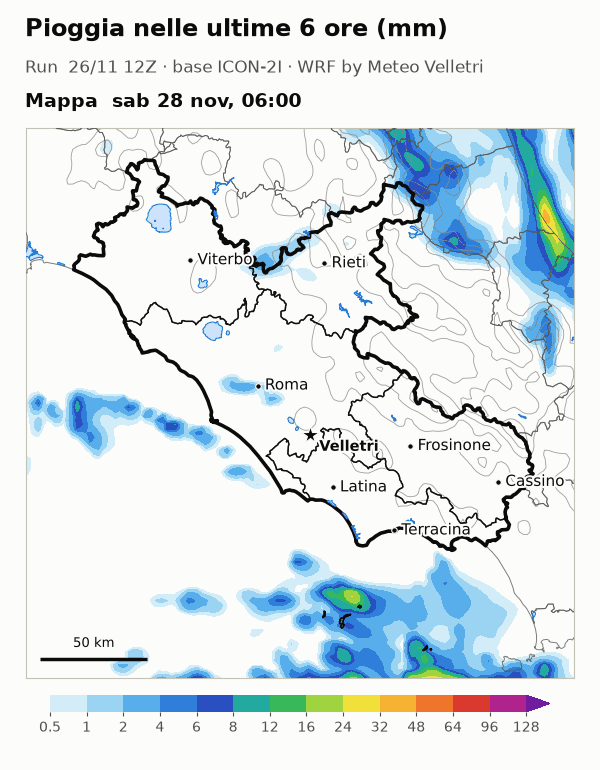 Pioggia nelle ultime 6 ore (mm)
Run  26/11 12Z · base ICON-2I · WRF by Meteo Velletri
Mappa  sab 28 nov, 06:00
Viterbo
Rieti
Roma
Velletri
Frosinone
Cassino
Latina
Terracina
50 km
0.5 1 2 4 6 8 12 16 24 32 48 64 96 128